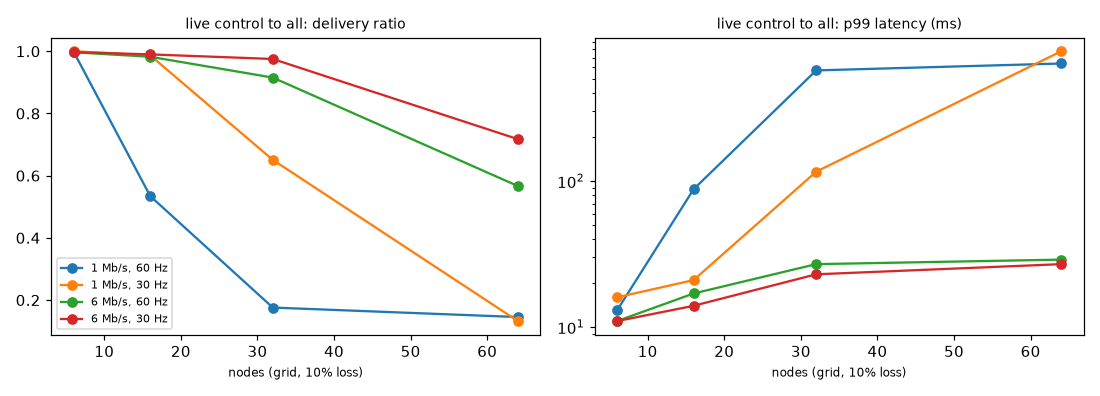 live control to all: delivery ratio
1.0
0.8
0.6
0.4
0.2
1 Mb/s, 60 Hz
1 Mb/s, 30 Hz
6 Mb/s, 60 Hz
6 Mb/s, 30 Hz
10 20 30 40 50 60
nodes (grid, 10% loss)
live control to all: p99 latency (ms)
10²
10¹
10 20 30 40 50 60
nodes (grid, 10% loss)